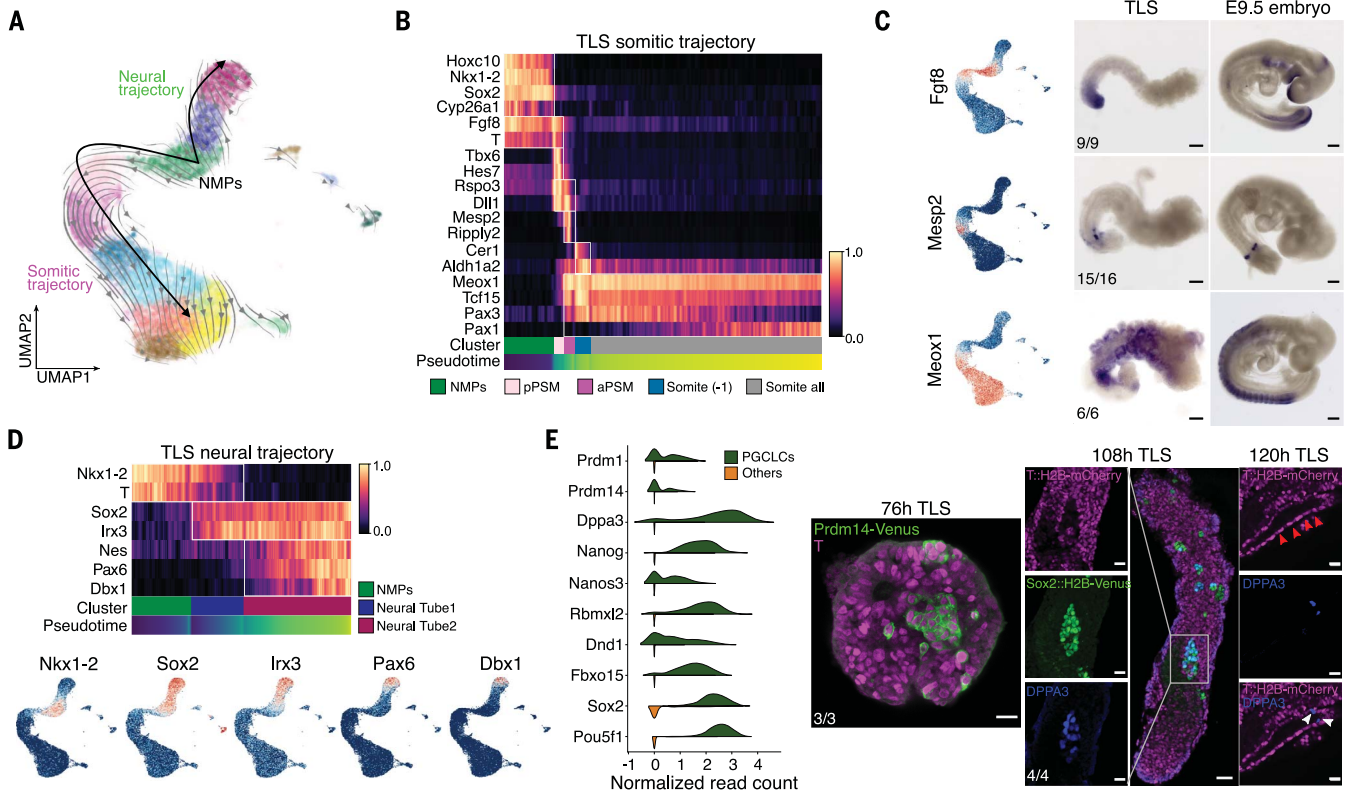 A
Neural
trajectory
NMPs
Somitic
trajectory
UMAP2
UMAP1
B
TLS somitic trajectory
Hoxc10
Nkx1-2
Sox2
Cyp26a1
Fgf8
T
Tbx6
Hes7
Rspo3
Dll1
Mesp2
Ripply2
Cer1
Aldh1a2
Meox1
Tcf15
Pax3
Pax1
Cluster
Pseudotime
1.0
0.0
NMPs
pPSM
aPSM
Somite (-1)
Somite all
C
TLS
E9.5 embryo
Fgf8
9/9
Mesp2
15/16
Meox1
6/6
D
TLS neural trajectory
Nkx1-2
T
Sox2
Irx3
Nes
Pax6
Dbx1
Cluster
Pseudotime
1.0
0.0
NMPs
Neural Tube1
Neural Tube2
Nkx1-2
Sox2
Irx3
Pax6
Dbx1
E
Prdm1
Prdm14
Dppa3
Nanog
Nanos3
Rbmxl2
Dnd1
Fbxo15
Sox2
Pou5f1
-1 0 1 2 3 4
Normalized read count
PGCLCs
Others
76h TLS
Prdm14-Venus
T
3/3
108h TLS
T::H2B-mCherry
Sox2::H2B-Venus
DPPA3
4/4
120h TLS
T::H2B-mCherry
DPPA3
T::H2B-mCherry
DPPA3